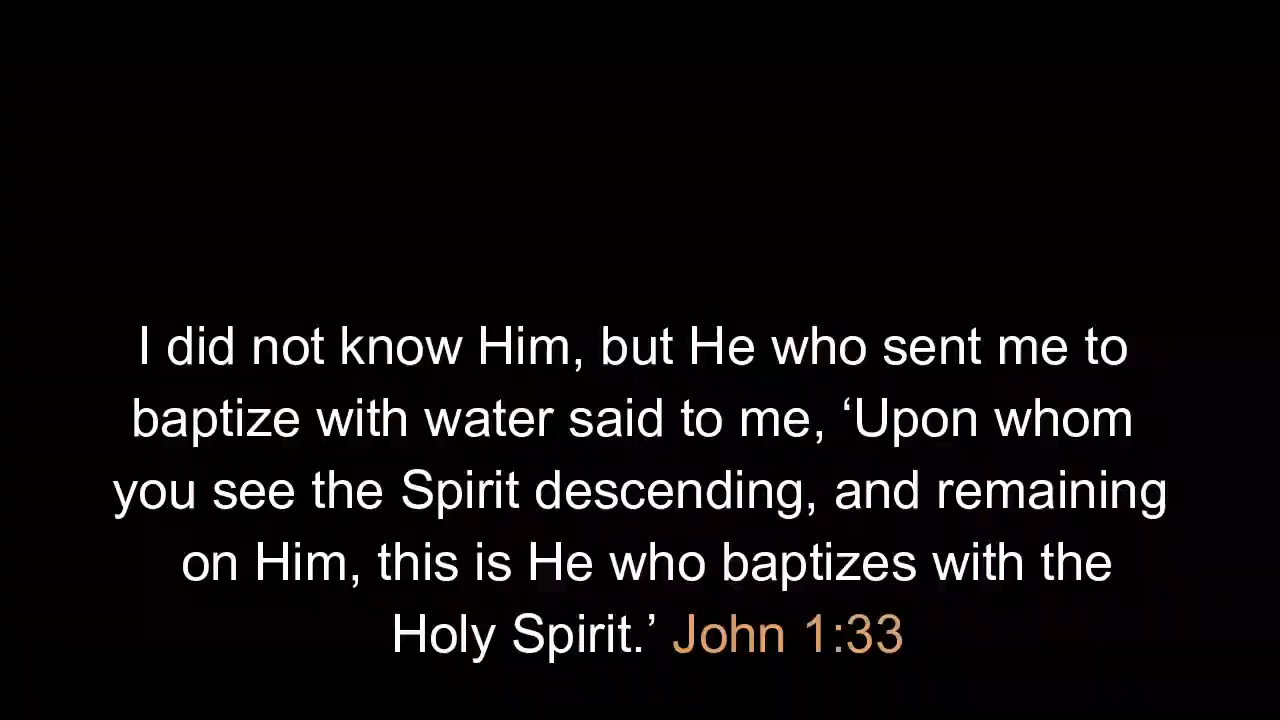 I did not know Him, but He who sent me to
baptize with water said to me, ‘Upon whom
you see the Spirit descending, and remaining
on Him, this is He who baptizes with the
Holy Spirit.’ John 1:33